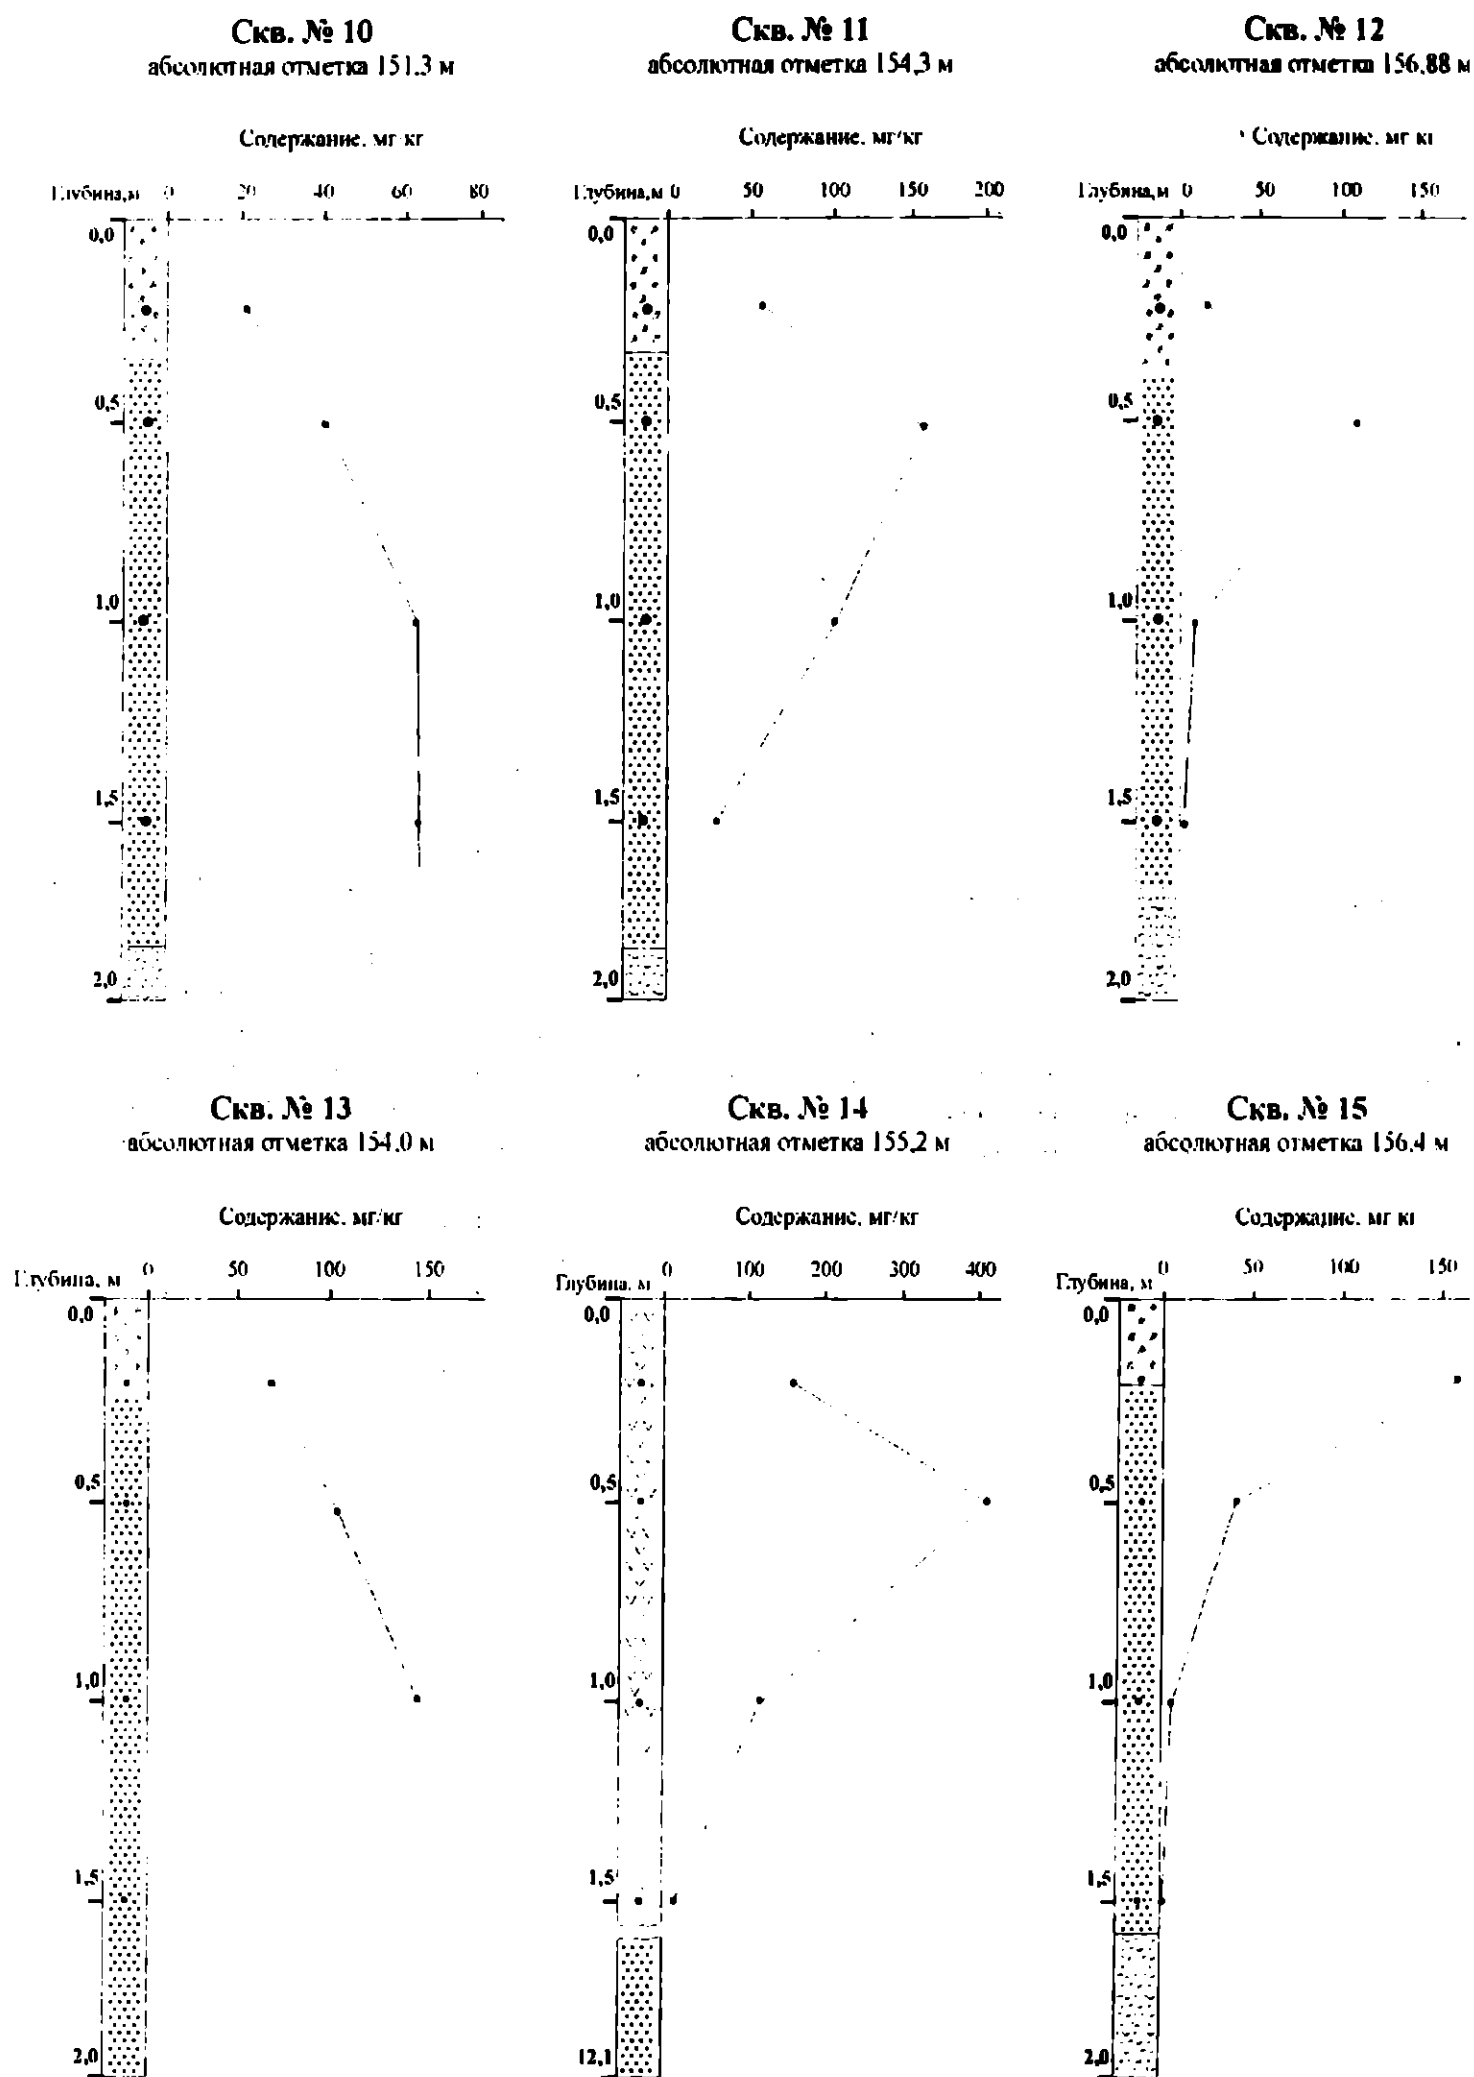 Скв. № 10
абсолютная отметка 151.3 м
Содержание. мг кг
Глубина,м 0 20 40 60 80
0,0
0,5
1.0
1,5
2,0
Скв. № 11
абсолютная отметка 154,3 м
Содержание. мг/кг
Глубина,м 0 50 100 150 200
0,0
0,5
1,0
1,5
2,0
Скв. № 12
абсолютная отметка 156,88 м
Содержание. мг кг
Глубина,м 0 50 100 150
0,0
0,5
1,0
1,5
2,0
Скв. № 13
абсолютная отметка 154.0 м
Содержание. мг/кг
Глубина, м 0 50 100 150
0,0
0,5
1,0
1,5
2,0
Скв. № 14
абсолютная отметка 155,2 м
Содержание, мг/кг
Глубина. м 0 100 200 300 400
0,0
0,5
1,0
1,5
12,1
Скв. № 15
абсолютная отметка 156,4 м
Содержание. мг кг
Глубина, м 0 50 100 150
0,0
0,5
1,0
1,5
2,0